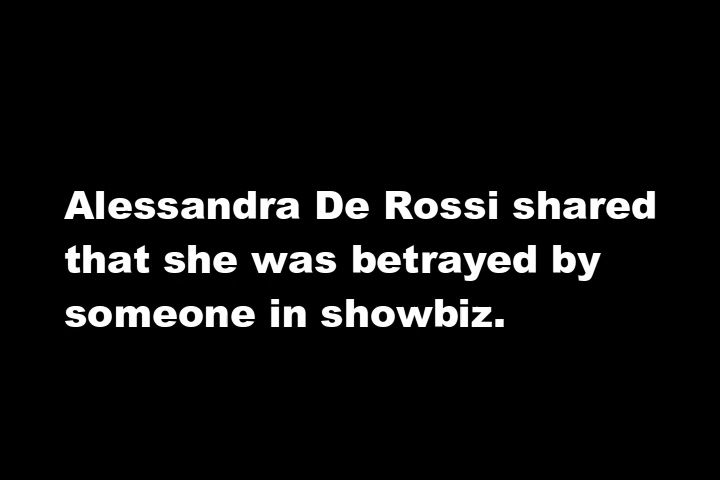 Alessandra De Rossi shared
that she was betrayed by
someone in showbiz.